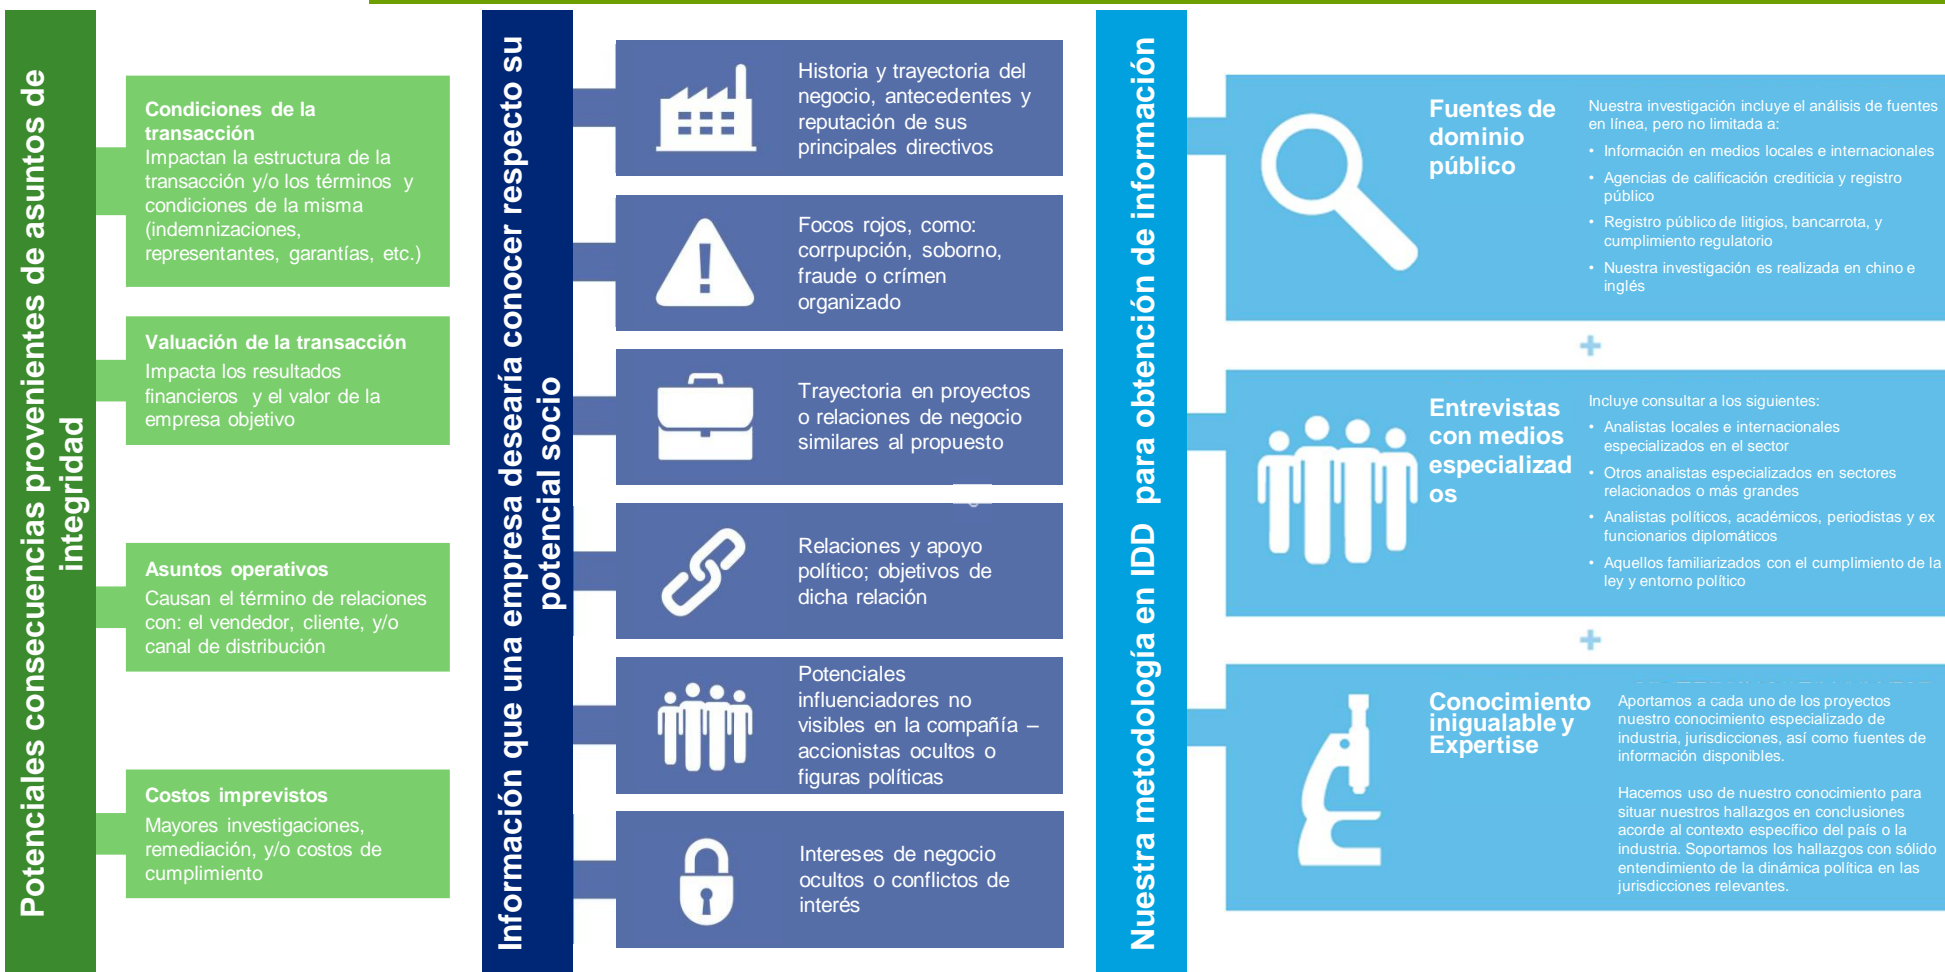 Potenciales consecuencias provenientes de asuntos de
integridad
Condiciones de la
transacción
Impactan la estructura de la
transacción y/o los términos y
condiciones de la misma
(indemnizaciones,
representantes, garantías, etc.)
Valuación de la transacción
Impacta los resultados
financieros y el valor de la
empresa objetivo
Asuntos operativos
Causan el término de relaciones
con: el vendedor, cliente, y/o
canal de distribución
Costos imprevistos
Mayores investigaciones,
remediación, y/o costos de
cumplimiento
Información que una empresa desearía conocer respecto su
potencial socio
Historia y trayectoria del
negocio, antecedentes y
reputación de sus
principales directivos
Focos rojos, como:
corrpupción, soborno,
fraude o crímen
organizado
Trayectoria en proyectos
o relaciones de negocio
similares al propuesto
Relaciones y apoyo
político; objetivos de
dicha relación
Potenciales
influenciadores no
visibles en la compañía –
accionistas ocultos o
figuras políticas
Intereses de negocio
ocultos o conflictos de
interés
Nuestra metodología en IDD para obtención de información
Fuentes de
dominio
público
Nuestra investigación incluye el análisis de fuentes
en línea, pero no limitada a:
• Información en medios locales e internacionales
• Agencias de calificación crediticia y registro
público
• Registro público de litigios, bancarrota, y
cumplimiento regulatorio
• Nuestra investigación es realizada en chino e
inglés
+
Entrevistas
con medios
especializad
os
Incluye consultar a los siguientes:
• Analistas locales e internacionales
especializados en el sector
• Otros analistas especializados en sectores
relacionados o más grandes
• Analistas políticos, académicos, periodistas y ex
funcionarios diplomáticos
• Aquellos familiarizados con el cumplimiento de la
ley y entorno político
+
Conocimiento
inigualable y
Expertise
Aportamos a cada uno de los proyectos
nuestro conocimiento especializado de
industria, jurisdicciones, así como fuentes de
información disponibles.
Hacemos uso de nuestro conocimiento para
situar nuestros hallazgos en conclusiones
acorde al contexto específico del país o la
industria. Soportamos los hallazgos con sólido
entendimiento de la dinámica política en las
jurisdicciones relevantes.